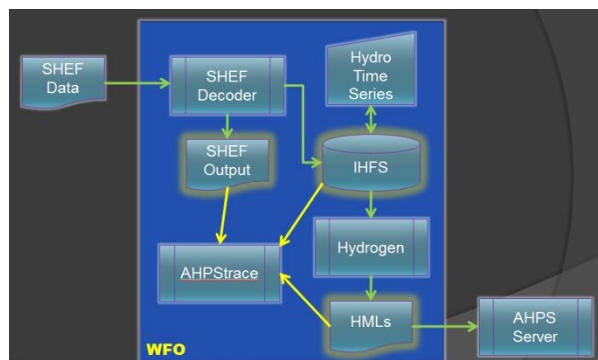 SHEF
Data
SHEF
Decoder
Hydro
Time
Series
SHEF
Output
IHFS
AHPStrace
Hydrogen
HMLs
AHPS
Server
WFO